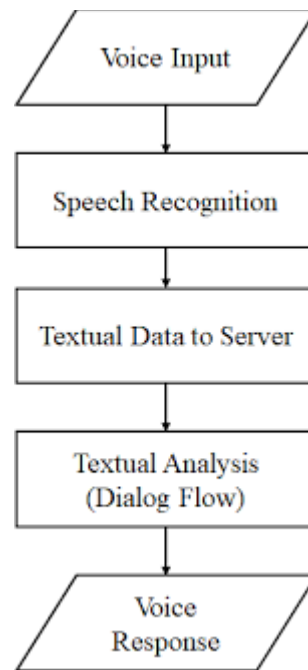 Voice Input
Speech Recognition
Textual Data to Server
Textual Analysis
(Dialog Flow)
Voice
Response